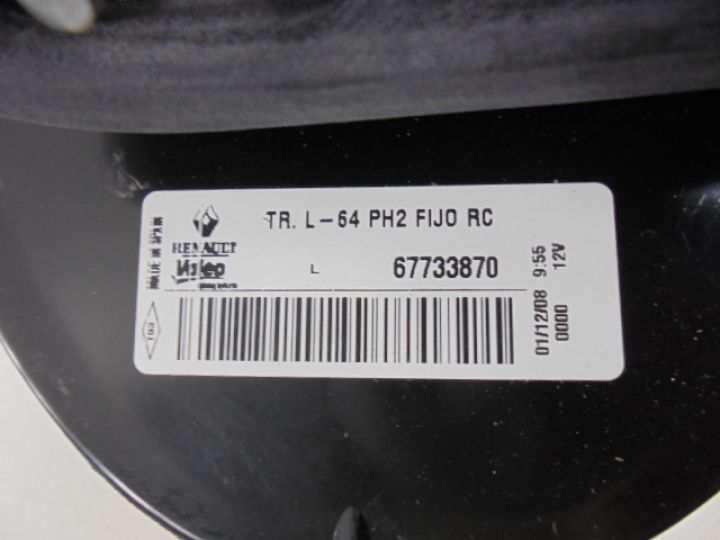 TR. L-64 PH2 FIJO RC
RENAULT
Valeo
L
67733870
MADE IN SPAIN
01/12/08 9:55
0000 12V